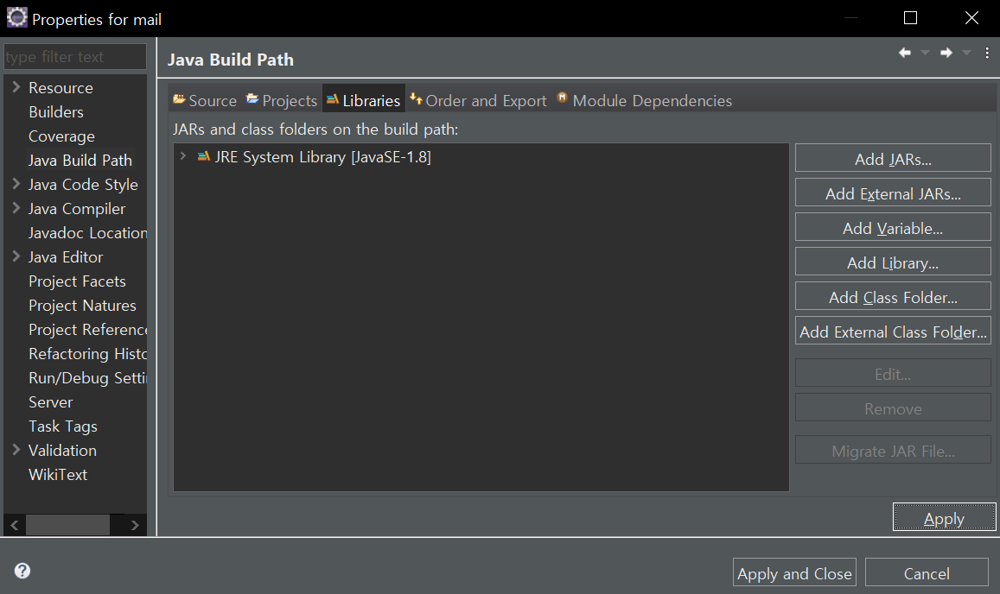 Properties for mail
type filter text
Resource
Builders
Coverage
Java Build Path
Java Code Style
Java Compiler
Javadoc Location
Java Editor
Project Facets
Project Natures
Project Reference
Refactoring Histo
Run/Debug Settin
Server
Task Tags
Validation
WikiText
Java Build Path
Source Projects Libraries Order and Export Module Dependencies
JARs and class folders on the build path:
JRE System Library [JavaSE-1.8]
Add JARs...
Add External JARs...
Add Variable...
Add Library...
Add Class Folder...
Add External Class Folder...
Edit...
Remove
Migrate JAR File...
Apply
Apply and Close Cancel